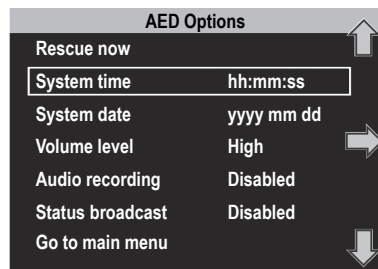 AED Options
Rescue now
System time hh:mm:ss
System date yyyy mm dd
Volume level High
Audio recording Disabled
Status broadcast Disabled
Go to main menu